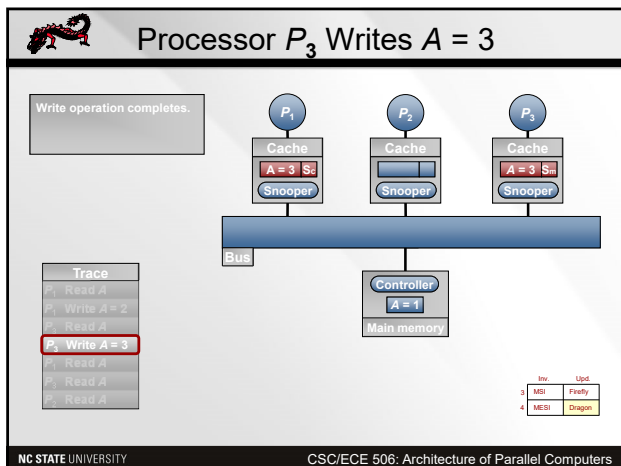 Processor P3 Writes A = 3
Write operation completes.
P1
P2
P3
Cache
Cache
Cache
A = 3 Sc
A = 3 Sm
Snooper
Snooper
Snooper
Bus
Controller
A = 1
Main memory
Trace
P1 Read A
P1 Write A = 2
P3 Read A
P3 Write A = 3
P1 Read A
P1 Read A
P2 Read A
Inv. Upd.
3 MSI Firefly
4 MESI Dragon
NC STATE UNIVERSITY
CSC/ECE 506: Architecture of Parallel Computers